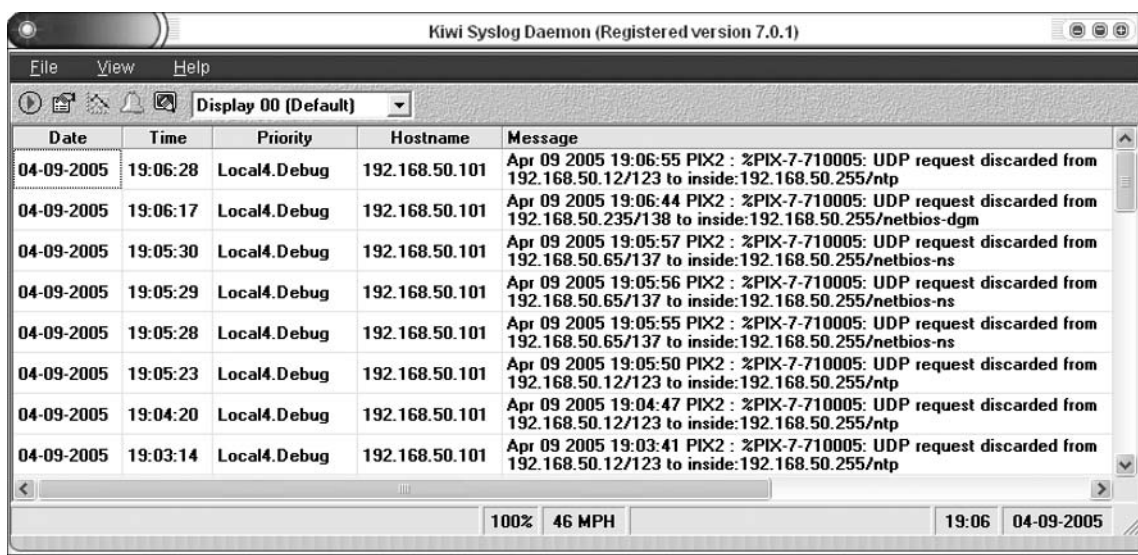 Kiwi Syslog Daemon (Registered version 7.0.1)
File View Help
Display 00 (Default)
Date Time Priority Hostname Message
04-09-2005 19:06:28 Local4.Debug 192.168.50.101 Apr 09 2005 19:06:55 PIX2 : %PIX-7-710005: UDP request discarded from
192.168.50.12/123 to inside:192.168.50.255/ntp
04-09-2005 19:06:17 Local4.Debug 192.168.50.101 Apr 09 2005 19:06:44 PIX2 : %PIX-7-710005: UDP request discarded from
192.168.50.235/138 to inside:192.168.50.255/netbios-dgm
04-09-2005 19:05:30 Local4.Debug 192.168.50.101 Apr 09 2005 19:05:57 PIX2 : %PIX-7-710005: UDP request discarded from
192.168.50.65/137 to inside:192.168.50.255/netbios-ns
04-09-2005 19:05:29 Local4.Debug 192.168.50.101 Apr 09 2005 19:05:56 PIX2 : %PIX-7-710005: UDP request discarded from
192.168.50.65/137 to inside:192.168.50.255/netbios-ns
04-09-2005 19:05:28 Local4.Debug 192.168.50.101 Apr 09 2005 19:05:55 PIX2 : %PIX-7-710005: UDP request discarded from
192.168.50.65/137 to inside:192.168.50.255/netbios-ns
04-09-2005 19:05:23 Local4.Debug 192.168.50.101 Apr 09 2005 19:05:50 PIX2 : %PIX-7-710005: UDP request discarded from
192.168.50.12/123 to inside:192.168.50.255/ntp
04-09-2005 19:04:20 Local4.Debug 192.168.50.101 Apr 09 2005 19:04:47 PIX2 : %PIX-7-710005: UDP request discarded from
192.168.50.12/123 to inside:192.168.50.255/ntp
04-09-2005 19:03:14 Local4.Debug 192.168.50.101 Apr 09 2005 19:03:41 PIX2 : %PIX-7-710005: UDP request discarded from
192.168.50.12/123 to inside:192.168.50.255/ntp
100% 46 MPH 19:06 04-09-2005